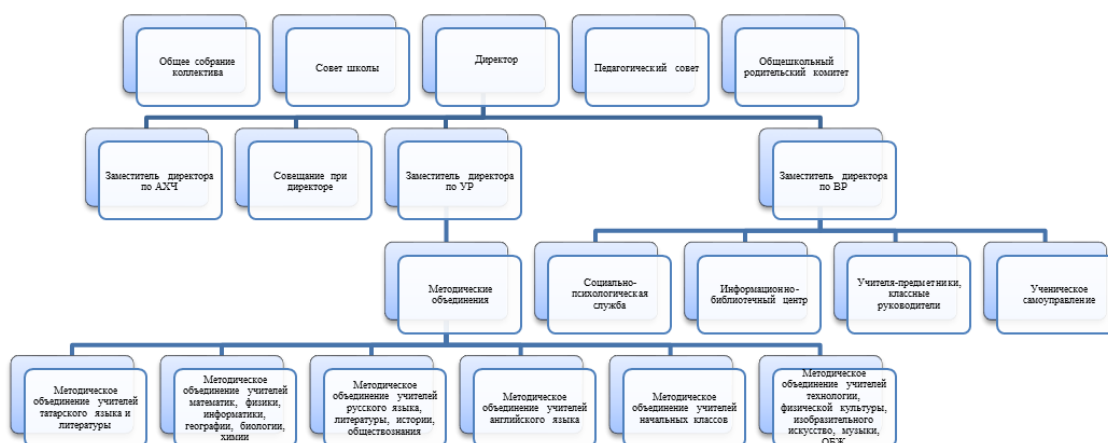 Общее собрание
коллектива
Совет школы
Директор
Педагогический совет
Общешкольный
родительский комитет
Заместитель директора
по АХЧ
Совещание при
директоре
Заместитель директора
по УР
Заместитель директора
по ВР
Методические
объединения
Социально-
психологическая
служба
Информационно-
библиотечный центр
Учителя-предметники,
классные
руководители
Ученическое
самоуправление
Методическое
объединение учителей
татарского языка и
литературы
Методическое
объединение учителей
математик, физики,
информатики,
географии, биологии,
химии
Методическое
объединение учителей
русского языка,
литературы, истории,
обществознания
Методическое
объединение учителей
английского языка
Методическое
объединение учителей
начальных классов
Методическое
объединение учителей
технологии,
физической культуры,
изобразительного
искусство, музыки,
ОБЖ